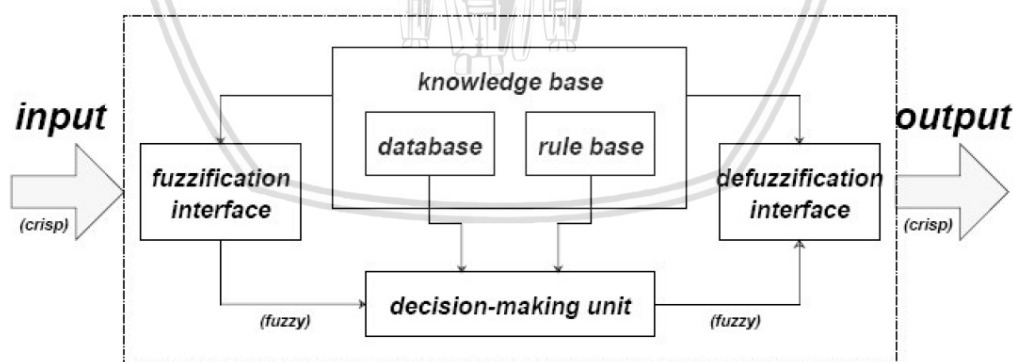 knowledge base
input
output
database
rule base
fuzzification
interface
defuzzification
interface
(crisp)
(crisp)
decision-making unit
(fuzzy)
(fuzzy)